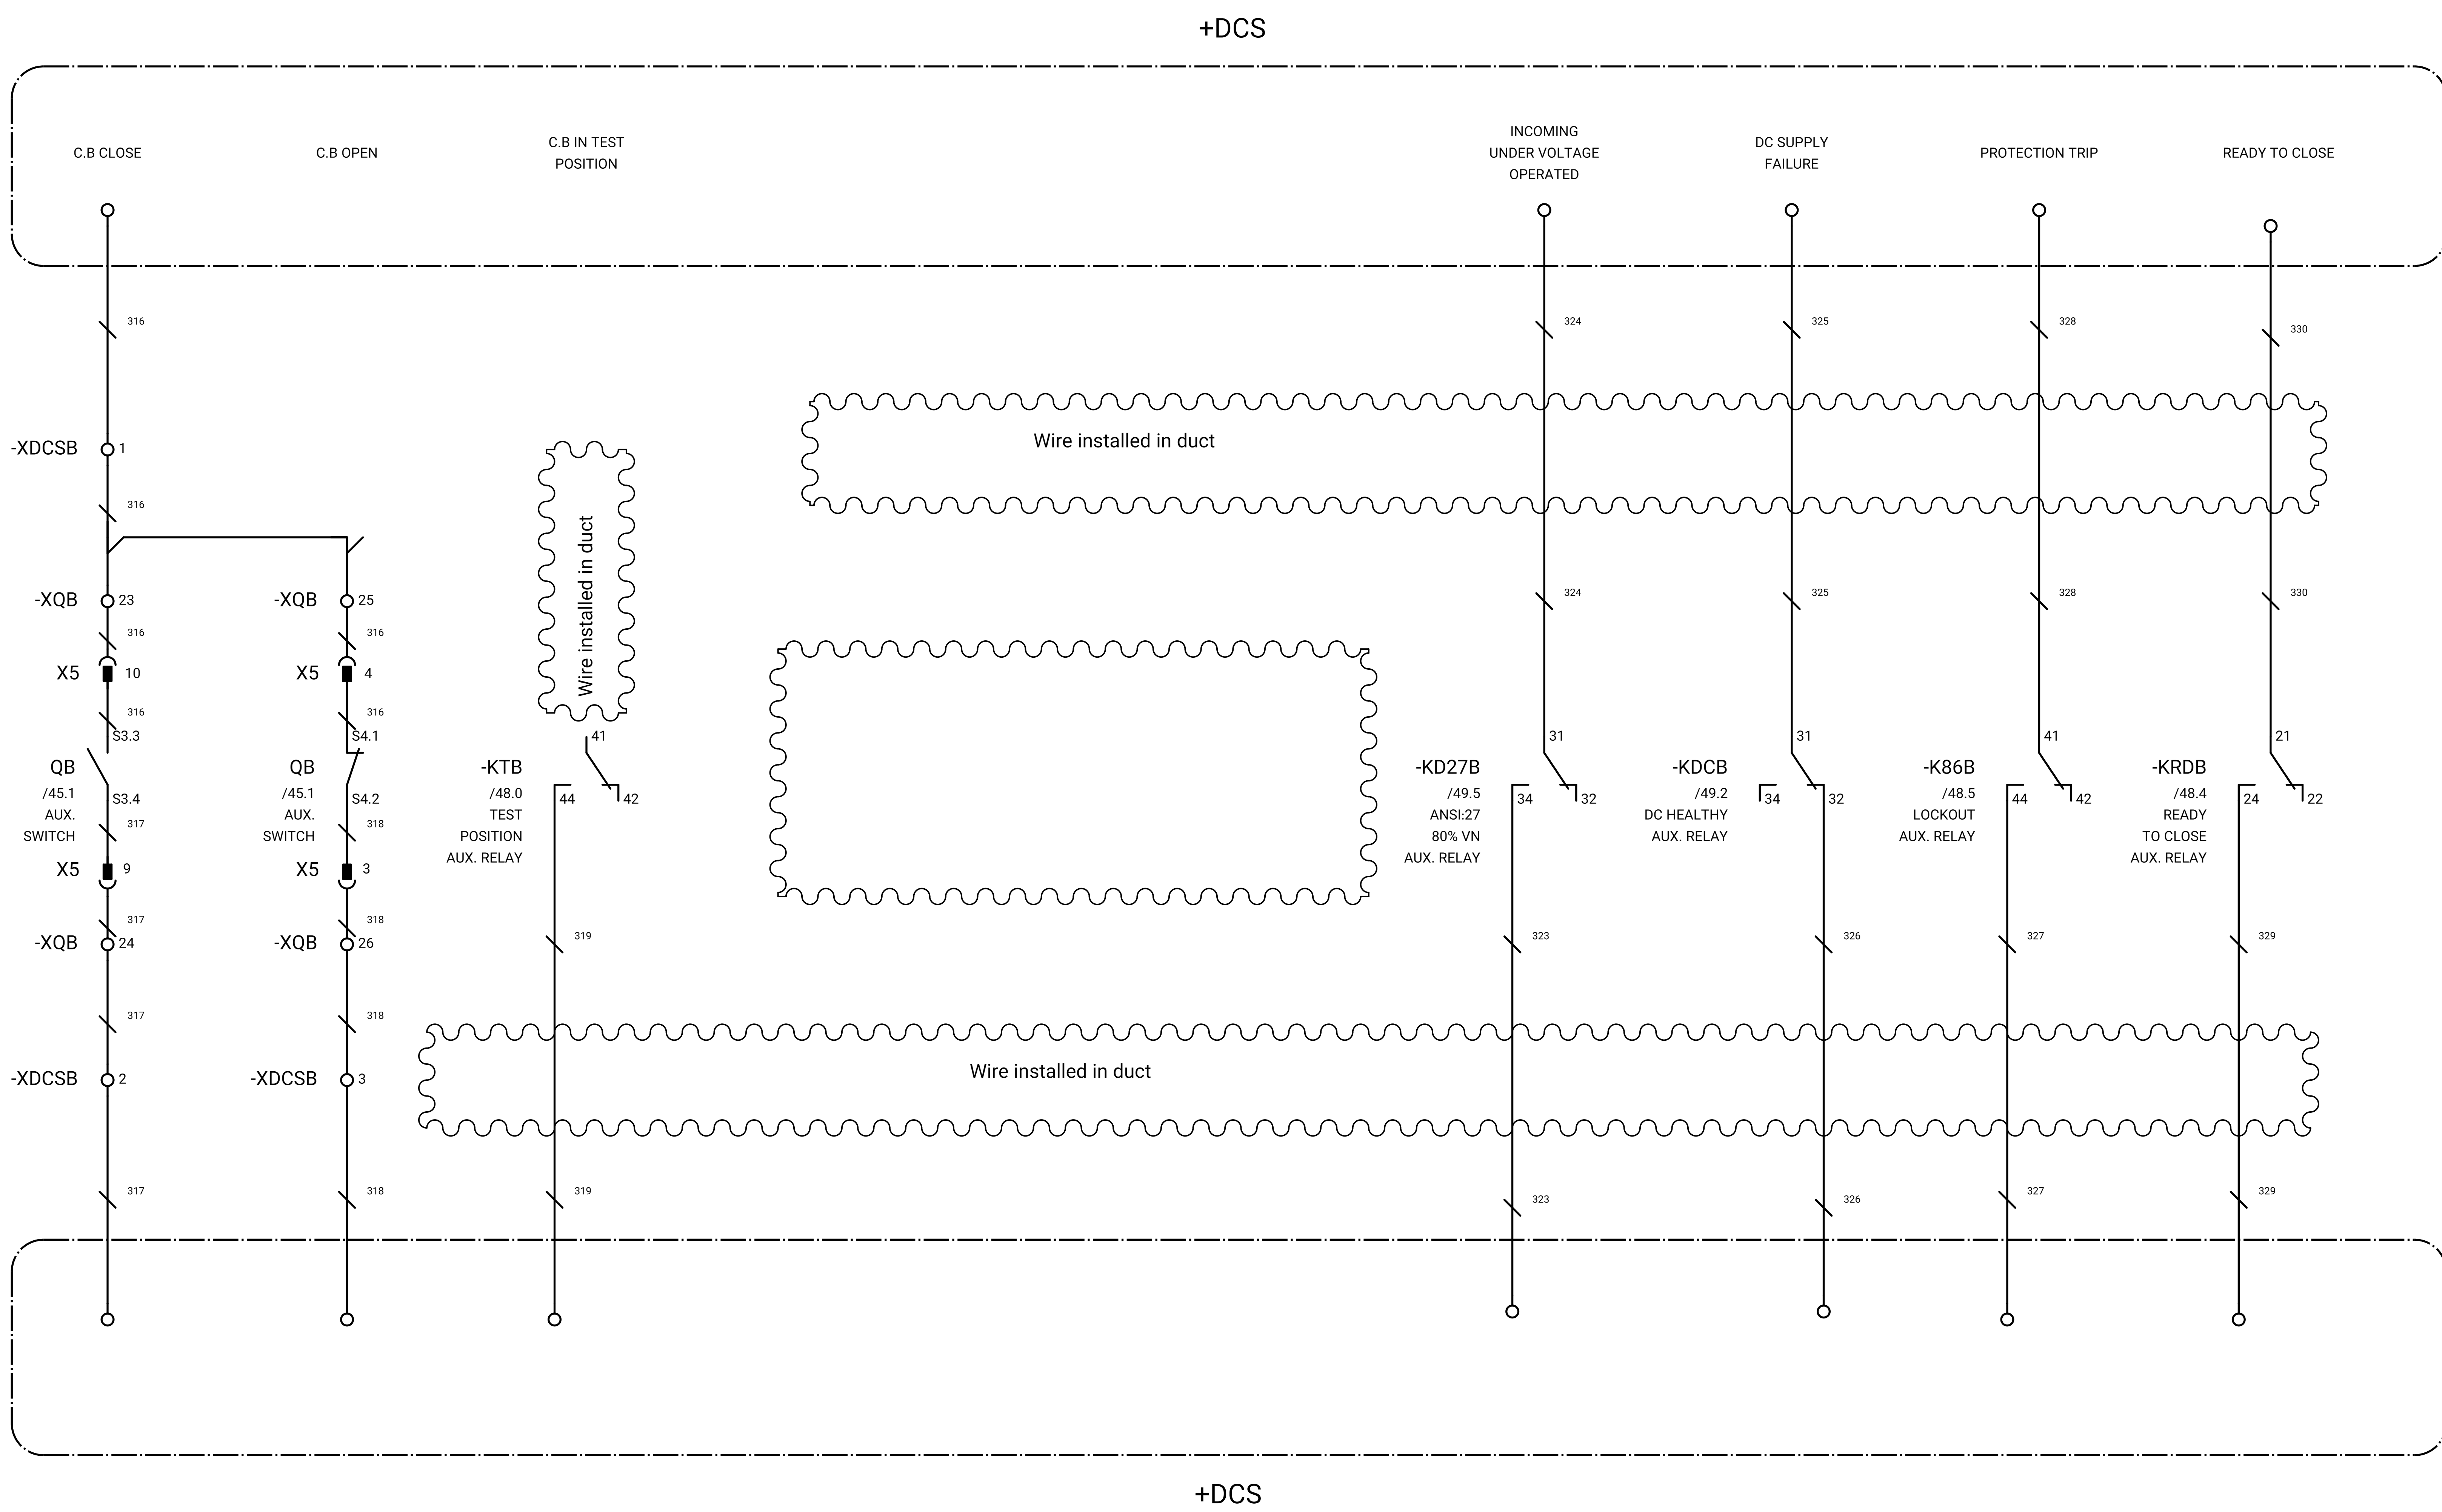 +DCS
C.B CLOSE
C.B OPEN
C.B IN TEST
POSITION
INCOMING
UNDER VOLTAGE
OPERATED
DC SUPPLY
FAILURE
PROTECTION TRIP
READY TO CLOSE
316
324
325
328
330
Wire installed in duct
-XDCSB
1
316
Wire installed in duct
-XQB
23
-XQB
25
324
325
328
330
316
316
X5
10
X5
4
316
316
S3.3
S4.1
41
31
31
41
21
QB
/45.1
AUX.
SWITCH
S3.4
317
QB
/45.1
AUX.
SWITCH
S4.2
318
-KTB
/48.0
TEST
POSITION
AUX. RELAY
44
42
-KD27B
/49.5
ANSI:27
80% VN
AUX. RELAY
34
32
-KDCB
/49.2
DC HEALTHY
AUX. RELAY
34
32
-K86B
/48.5
LOCKOUT
AUX. RELAY
44
42
-KRDB
/48.4
READY
TO CLOSE
AUX. RELAY
24
22
X5
9
X5
3
317
318
-XQB
24
-XQB
26
319
323
326
327
329
317
318
Wire installed in duct
-XDCSB
2
-XDCSB
3
317
318
319
323
326
327
329
+DCS